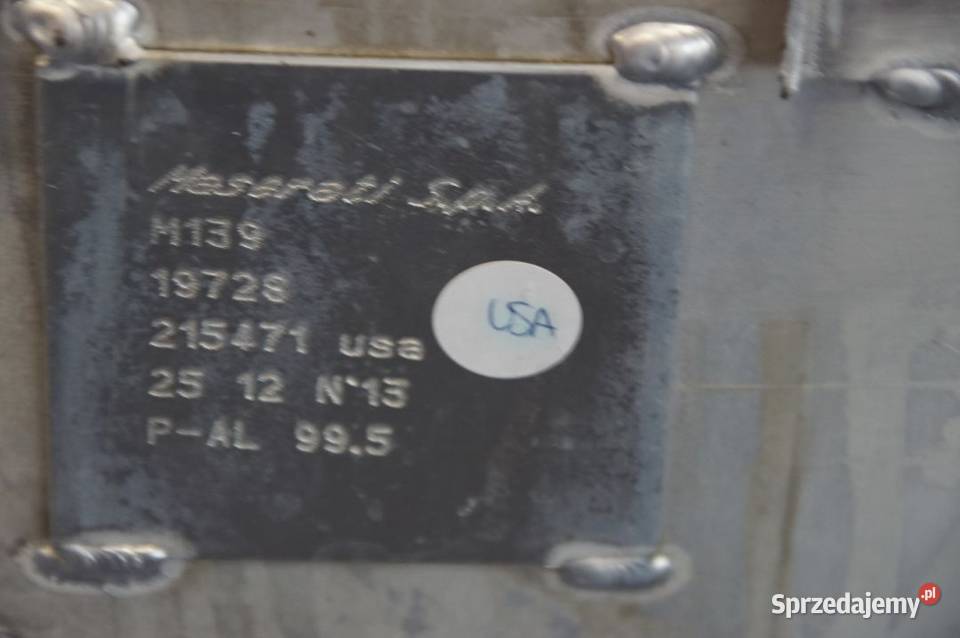 Maserati S.p.A.
M139
19728
215471 usa
USA
25 12 N°13
P-AL 99.5
Sprzedajemy.pl